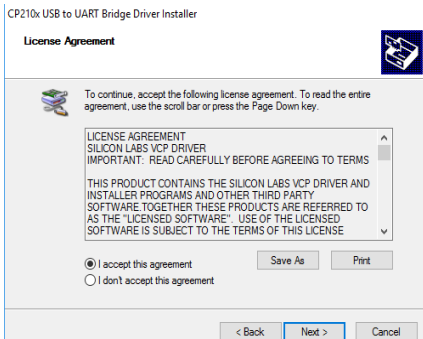 CP210x USB to UART Bridge Driver Installer
License Agreement
To continue, accept the following license agreement. To read the entire
agreement, use the scroll bar or press the Page Down key.
LICENSE AGREEMENT
SILICON LABS VCP DRIVER
IMPORTANT: READ CAREFULLY BEFORE AGREEING TO TERMS
THIS PRODUCT CONTAINS THE SILICON LABS VCP DRIVER AND
INSTALLER PROGRAMS AND OTHER THIRD PARTY
SOFTWARE.TOGETHER THESE PRODUCTS ARE REFERRED TO
AS THE "LICENSED SOFTWARE". USE OF THE LICENSED
SOFTWARE IS SUBJECT TO THE TERMS OF THIS LICENSE
I accept this agreement
Save As
Print
I don't accept this agreement
< Back
Next >
Cancel